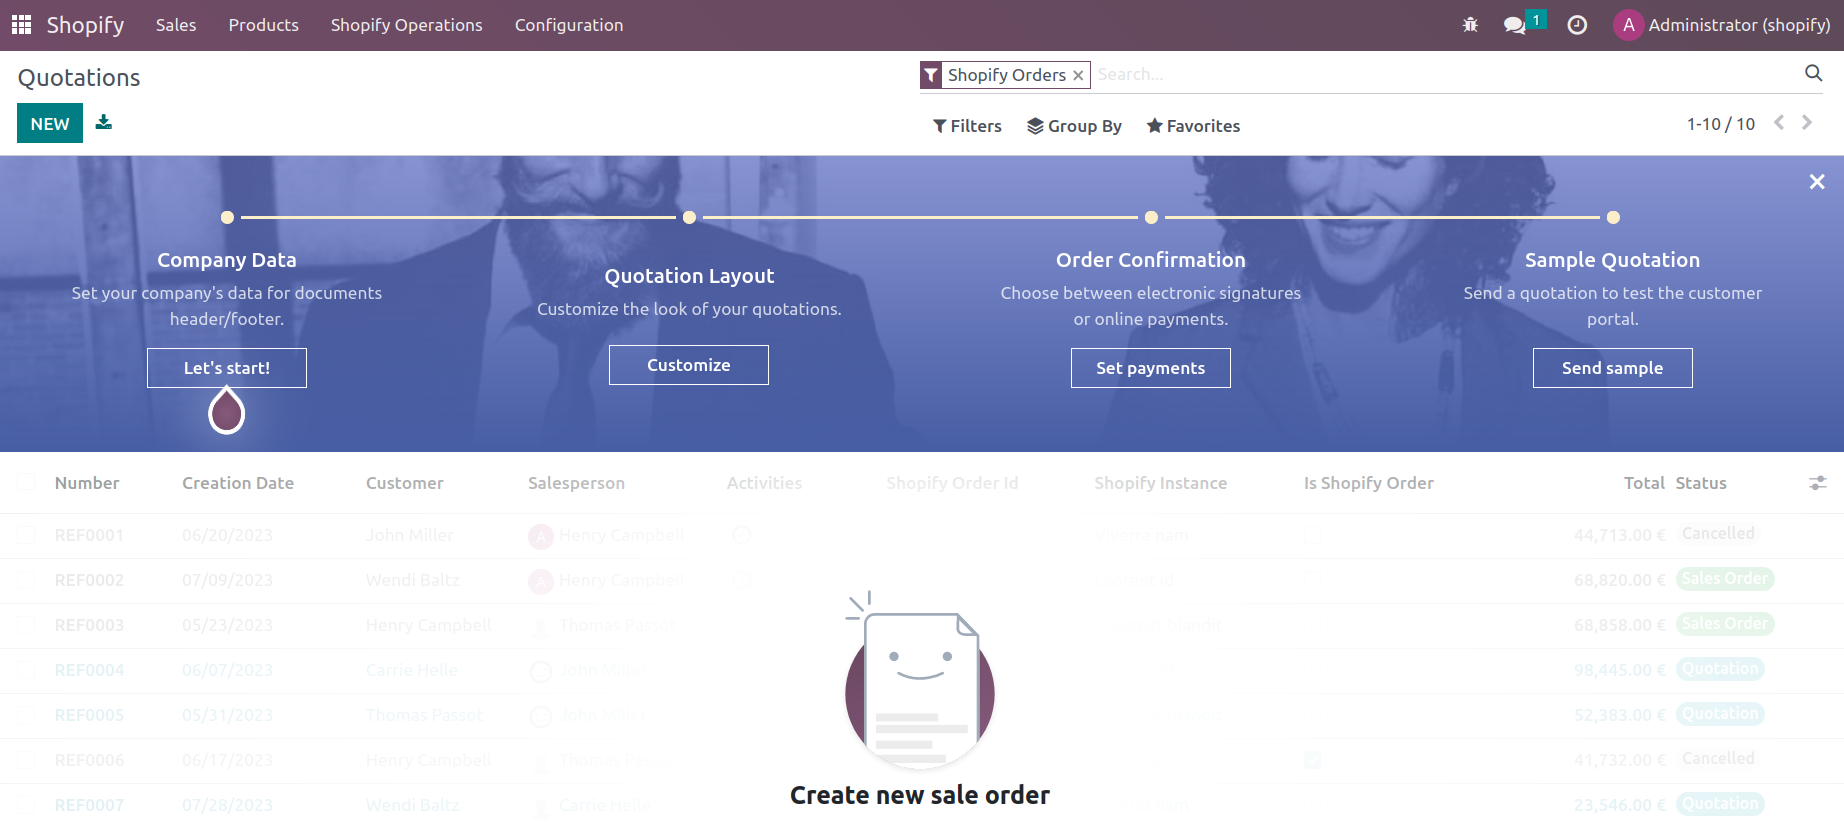 Shopify Sales Products Shopify Operations Configuration 1 A Administrator (shopify)
Quotations Shopify Orders × Search...
NEW Filters Group By Favorites 1-10 / 10
Company Data Quotation Layout Order Confirmation Sample Quotation
Set your company's data for documents Customize the look of your quotations. Choose between electronic signatures Send a quotation to test the customer
header/footer. or online payments. portal.
Let's start! Customize Set payments Send sample
Number Creation Date Customer Salesperson Activities Shopify Order Id Shopify Instance Is Shopify Order Total Status
REF0001 06/20/2023 John Miller A Henry Campbell Viverra nam 44,713.00 € Cancelled
REF0002 07/09/2023 Wendi Baltz A Henry Campbell Laoreet id 68,820.00 € Sales Order
REF0003 05/23/2023 Henry Campbell Thomas Passot blandit 68,858.00 € Sales Order
REF0004 06/07/2023 Carrie Helle John Miller 98,445.00 € Quotation
REF0005 05/31/2023 Thomas Passot John Miller 52,383.00 € Quotation
REF0006 06/17/2023 Henry Campbell Thomas Passot 41,732.00 € Cancelled
REF0007 07/28/2023 Wendi Baltz Carrie Helle 23,546.00 € Quotation
Create new sale order